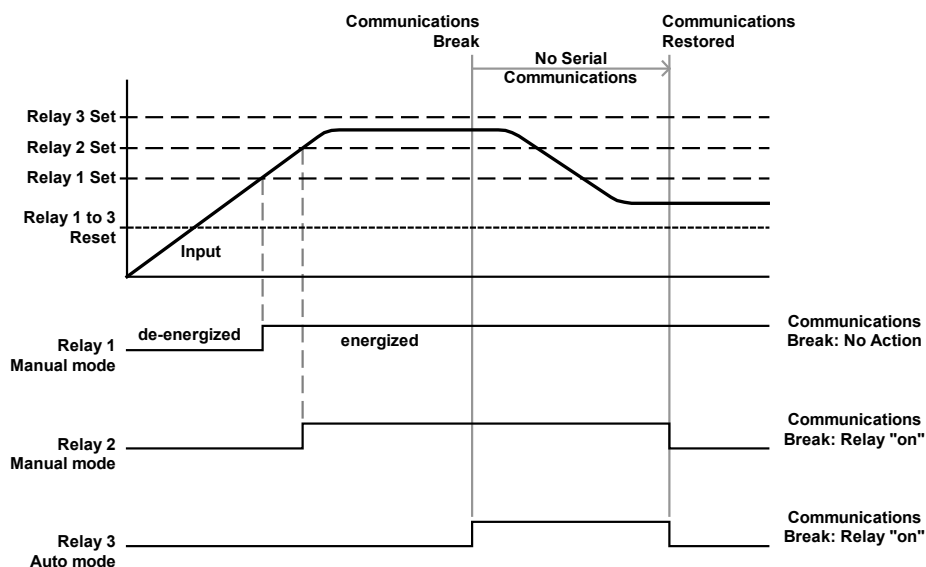 Communications
Break
Communications
Restored
No Serial
Communications
Relay 3 Set
Relay 2 Set
Relay 1 Set
Relay 1 to 3
Reset
Input
de-energized
energized
Relay 1
Manual mode
Communications
Break: No Action
Relay 2
Manual mode
Communications
Break: Relay "on"
Relay 3
Auto mode
Communications
Break: Relay "on"